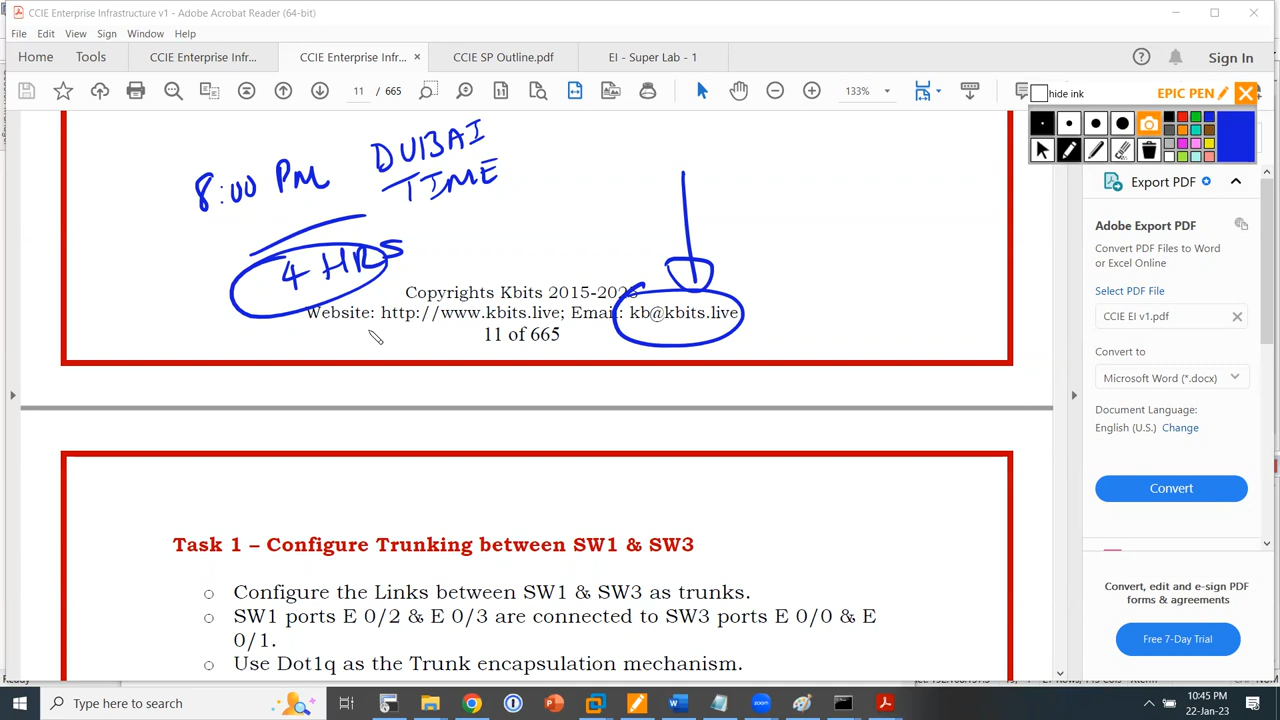 CCIE Enterprise Infrastructure v1 - Adobe Acrobat Reader (64-bit)
File Edit View Sign Window Help
Home Tools CCIE Enterprise Infr... CCIE Enterprise Infr... × CCIE SP Outline.pdf EI - Super Lab - 1 Sign In
11 / 665 133% hide ink EPIC PEN
8:00 PM DUBAI
TIME
4 HRS
Copyrights Kbits 2015-202
Website: http://www.kbits.live; Email: kb@kbits.live
11 of 665
Task 1 – Configure Trunking between SW1 & SW3
o Configure the Links between SW1 & SW3 as trunks.
o SW1 ports E 0/2 & E 0/3 are connected to SW3 ports E 0/0 & E
0/1.
o Use Dot1q as the Trunk encapsulation mechanism.
Export PDF
Adobe Export PDF
Convert PDF Files to Word
or Excel Online
Select PDF File
CCIE EI v1.pdf
Convert to
Microsoft Word (*.docx)
Document Language:
English (U.S.) Change
Convert
Convert, edit and e-sign PDF
forms & agreements
Free 7-Day Trial
Type here to search
10:45 PM
22-Jan-23